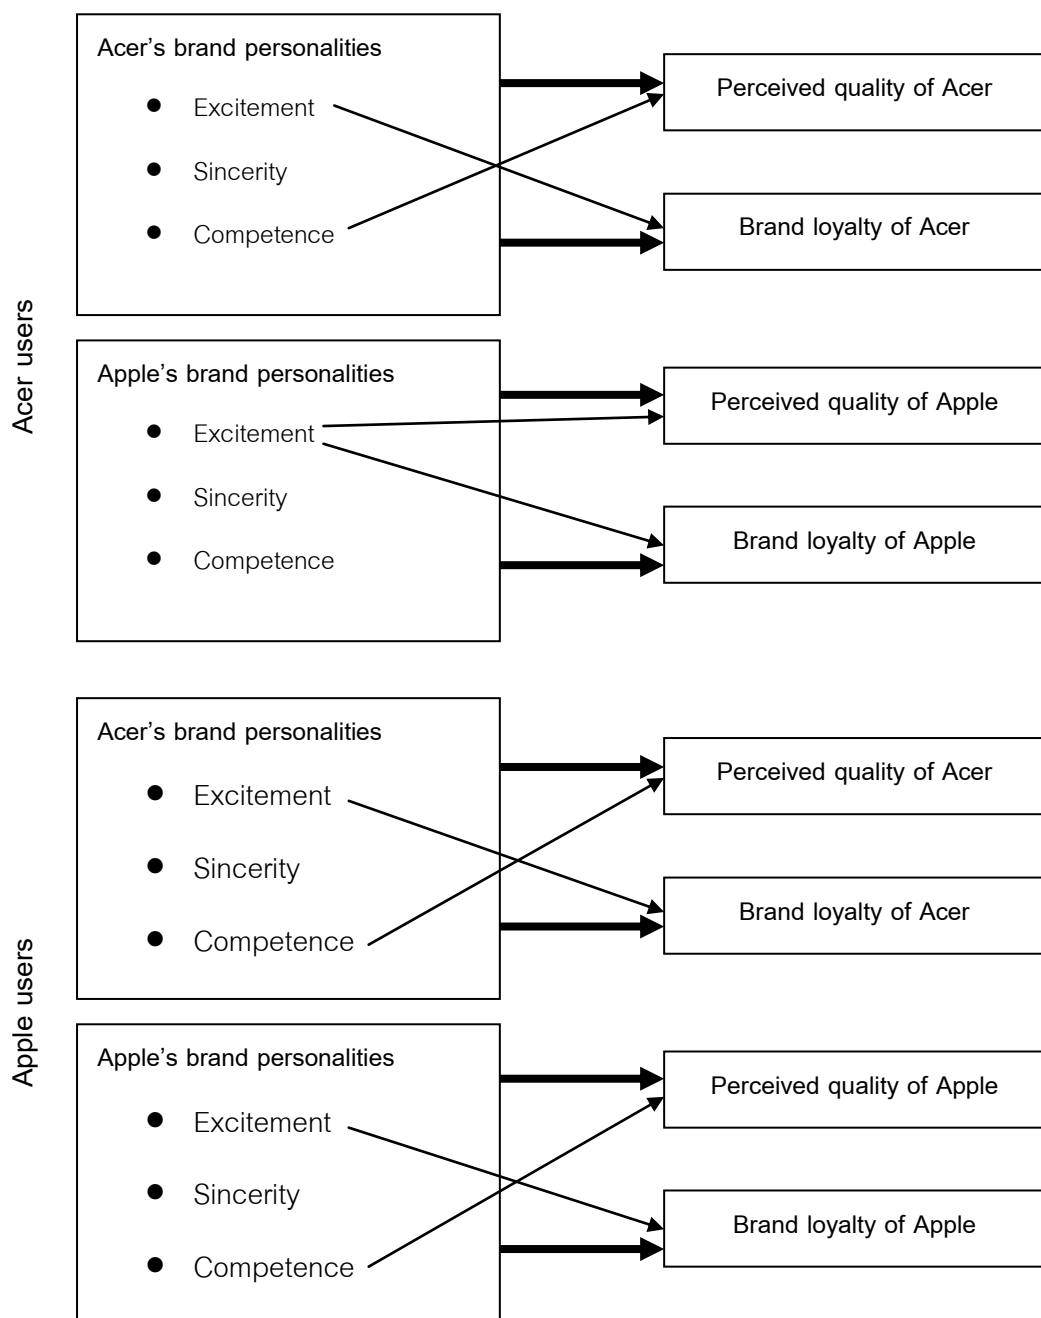 Acer users
Acer’s brand personalities
● Excitement
● Sincerity
● Competence
Perceived quality of Acer
Brand loyalty of Acer
Apple’s brand personalities
● Excitement
● Sincerity
● Competence
Perceived quality of Apple
Brand loyalty of Apple
Apple users
Acer’s brand personalities
● Excitement
● Sincerity
● Competence
Perceived quality of Acer
Brand loyalty of Acer
Apple’s brand personalities
● Excitement
● Sincerity
● Competence
Perceived quality of Apple
Brand loyalty of Apple